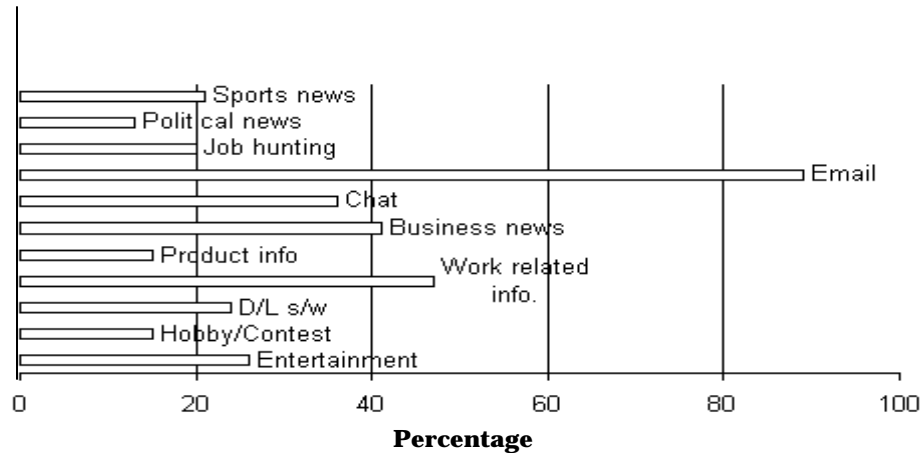 Sports news
Political news
Job hunting
Email
Chat
Business news
Product info
Work related
info.
D/L s/w
Hobby/Contest
Entertainment
0 20 40 60 80 100
Percentage